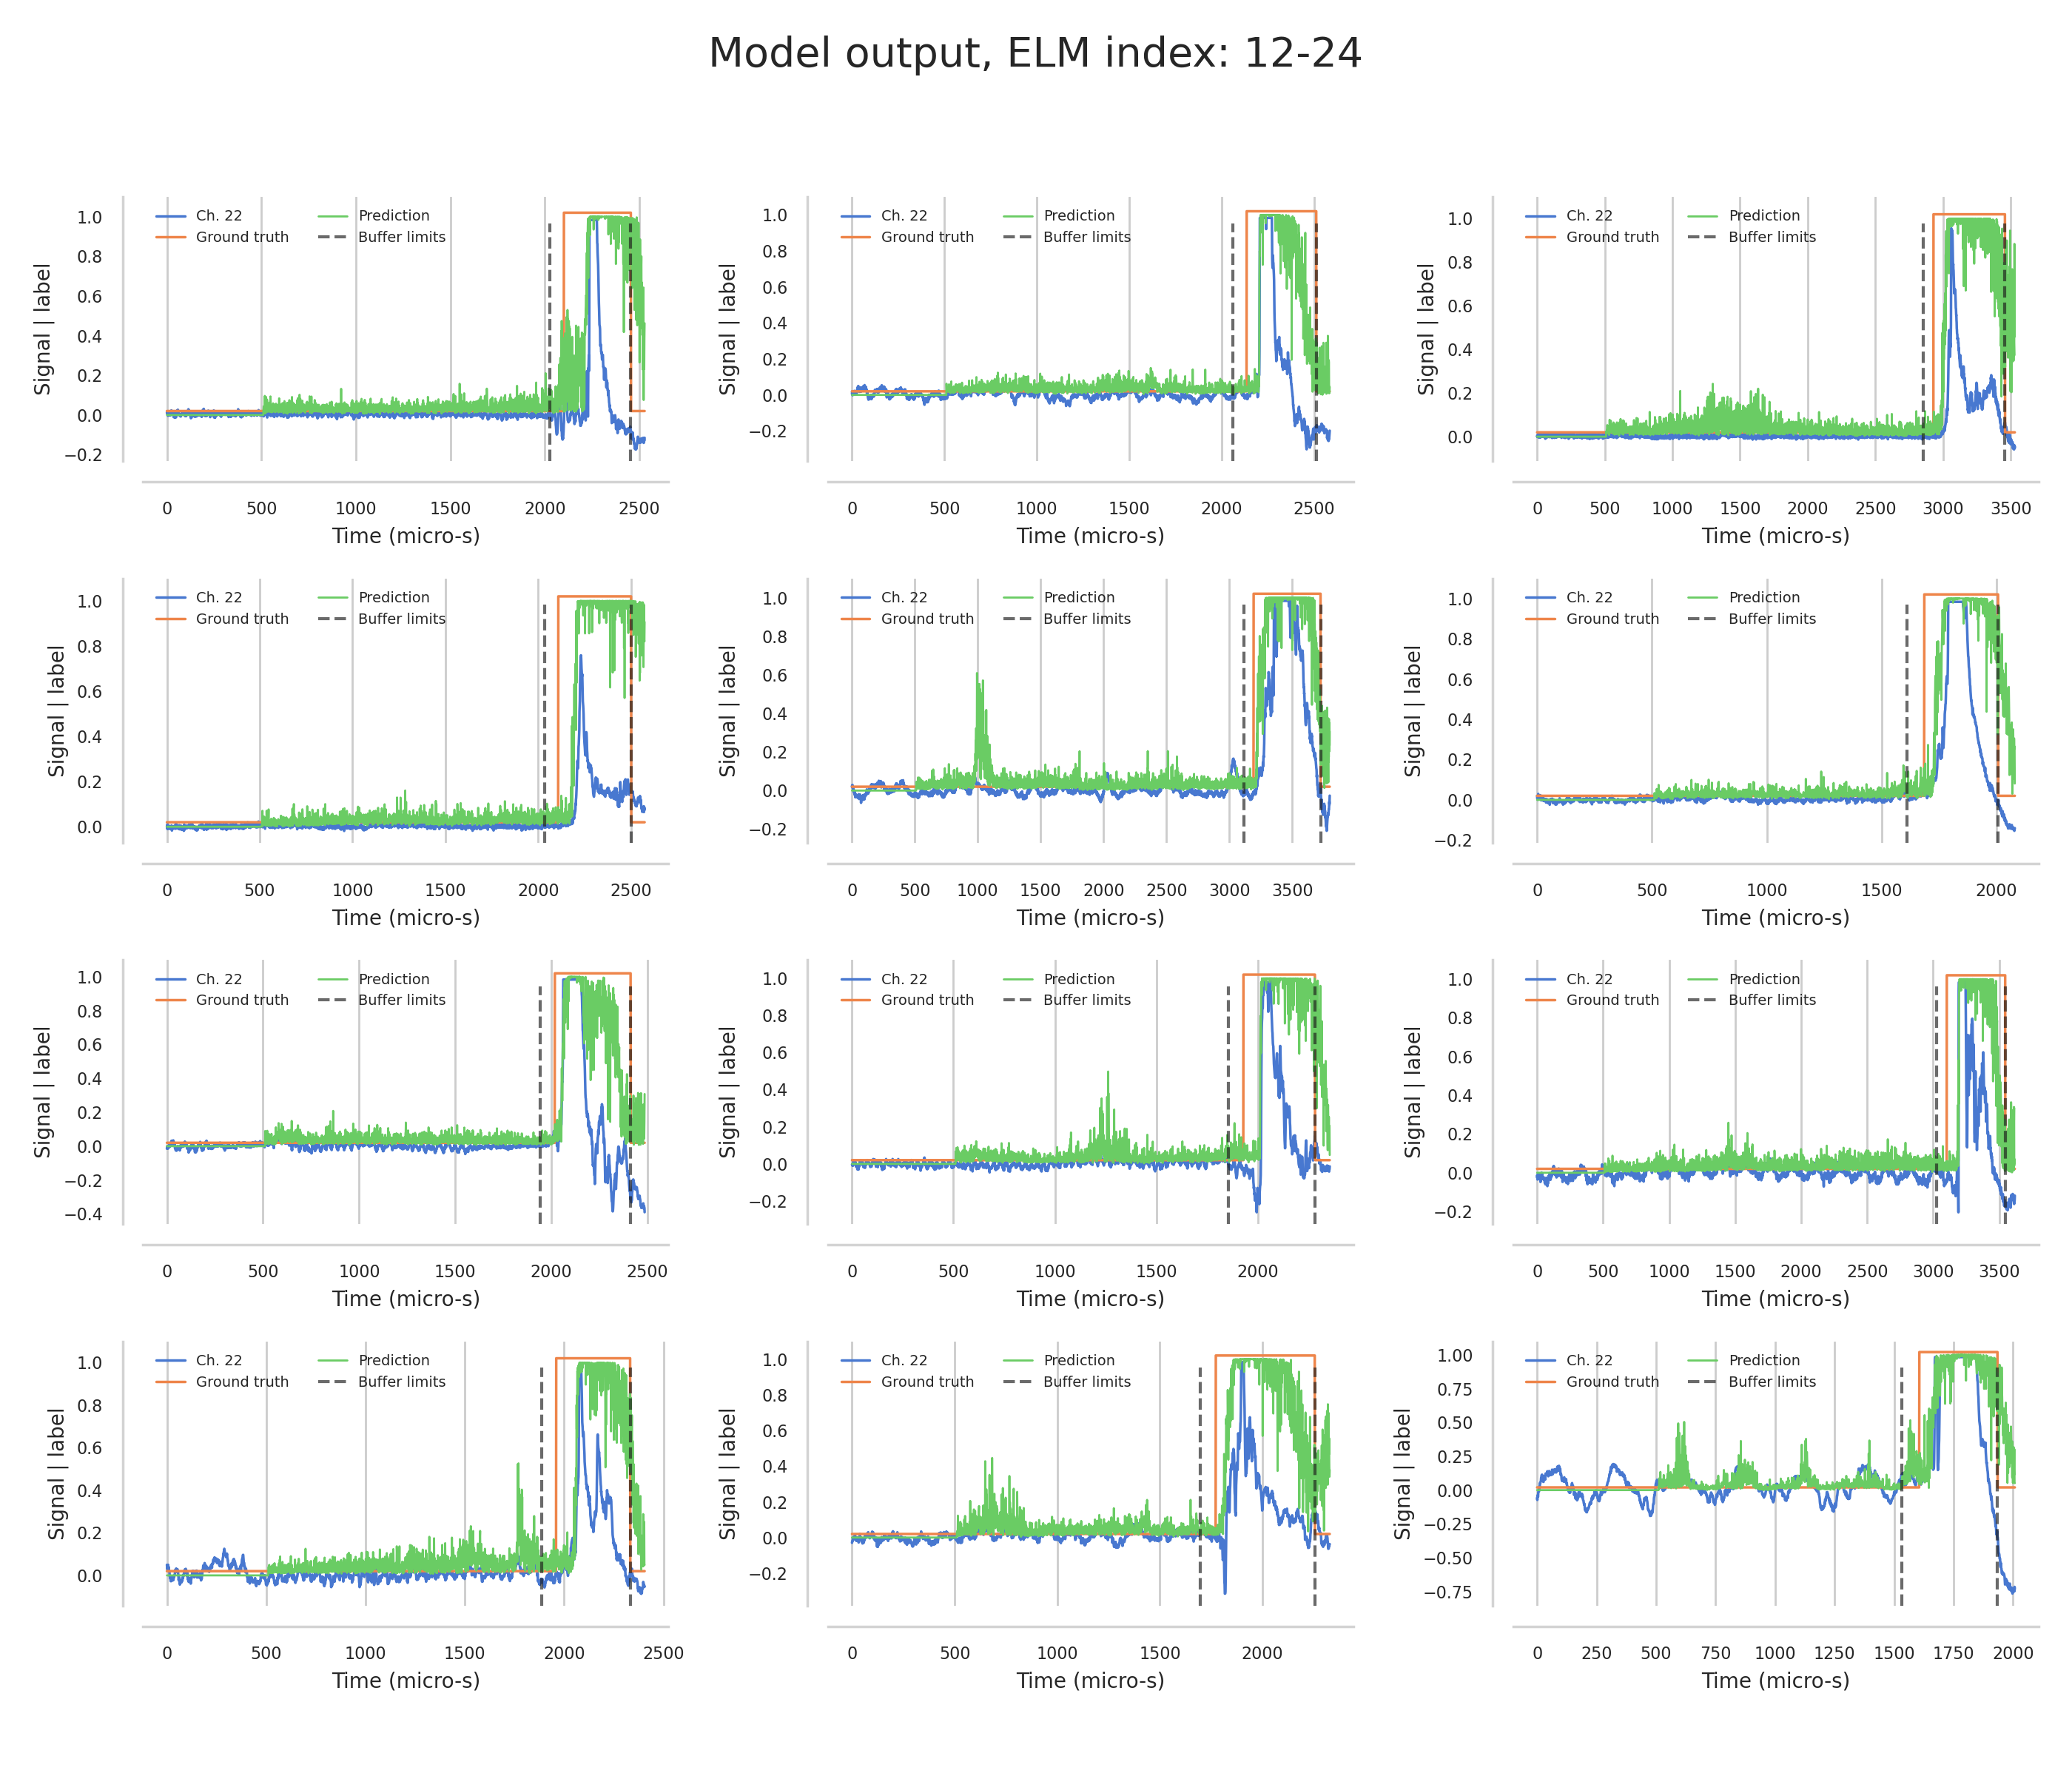 Model output, ELM index: 12-24
Signal | label
1.0
0.8
0.6
0.4
0.2
0.0
−0.2
Ch. 22
Ground truth
Prediction
Buffer limits
0 500 1000 1500 2000 2500
Time (micro-s)
Signal | label
1.0
0.8
0.6
0.4
0.2
0.0
−0.2
Ch. 22
Ground truth
Prediction
Buffer limits
0 500 1000 1500 2000 2500
Time (micro-s)
Signal | label
1.0
0.8
0.6
0.4
0.2
0.0
Ch. 22
Ground truth
Prediction
Buffer limits
0 500 1000 1500 2000 2500 3000 3500
Time (micro-s)
Signal | label
1.0
0.8
0.6
0.4
0.2
0.0
Ch. 22
Ground truth
Prediction
Buffer limits
0 500 1000 1500 2000 2500
Time (micro-s)
Signal | label
1.0
0.8
0.6
0.4
0.2
0.0
−0.2
Ch. 22
Ground truth
Prediction
Buffer limits
0 500 1000 1500 2000 2500 3000 3500
Time (micro-s)
Signal | label
1.0
0.8
0.6
0.4
0.2
0.0
−0.2
Ch. 22
Ground truth
Prediction
Buffer limits
0 500 1000 1500 2000
Time (micro-s)
Signal | label
1.0
0.8
0.6
0.4
0.2
0.0
−0.2
−0.4
Ch. 22
Ground truth
Prediction
Buffer limits
0 500 1000 1500 2000 2500
Time (micro-s)
Signal | label
1.0
0.8
0.6
0.4
0.2
0.0
−0.2
Ch. 22
Ground truth
Prediction
Buffer limits
0 500 1000 1500 2000
Time (micro-s)
Signal | label
1.0
0.8
0.6
0.4
0.2
0.0
−0.2
Ch. 22
Ground truth
Prediction
Buffer limits
0 500 1000 1500 2000 2500 3000 3500
Time (micro-s)
Signal | label
1.0
0.8
0.6
0.4
0.2
0.0
Ch. 22
Ground truth
Prediction
Buffer limits
0 500 1000 1500 2000 2500
Time (micro-s)
Signal | label
1.0
0.8
0.6
0.4
0.2
0.0
−0.2
Ch. 22
Ground truth
Prediction
Buffer limits
0 500 1000 1500 2000
Time (micro-s)
Signal | label
1.00
0.75
0.50
0.25
0.00
−0.25
−0.50
−0.75
Ch. 22
Ground truth
Prediction
Buffer limits
0 250 500 750 1000 1250 1500 1750 2000
Time (micro-s)